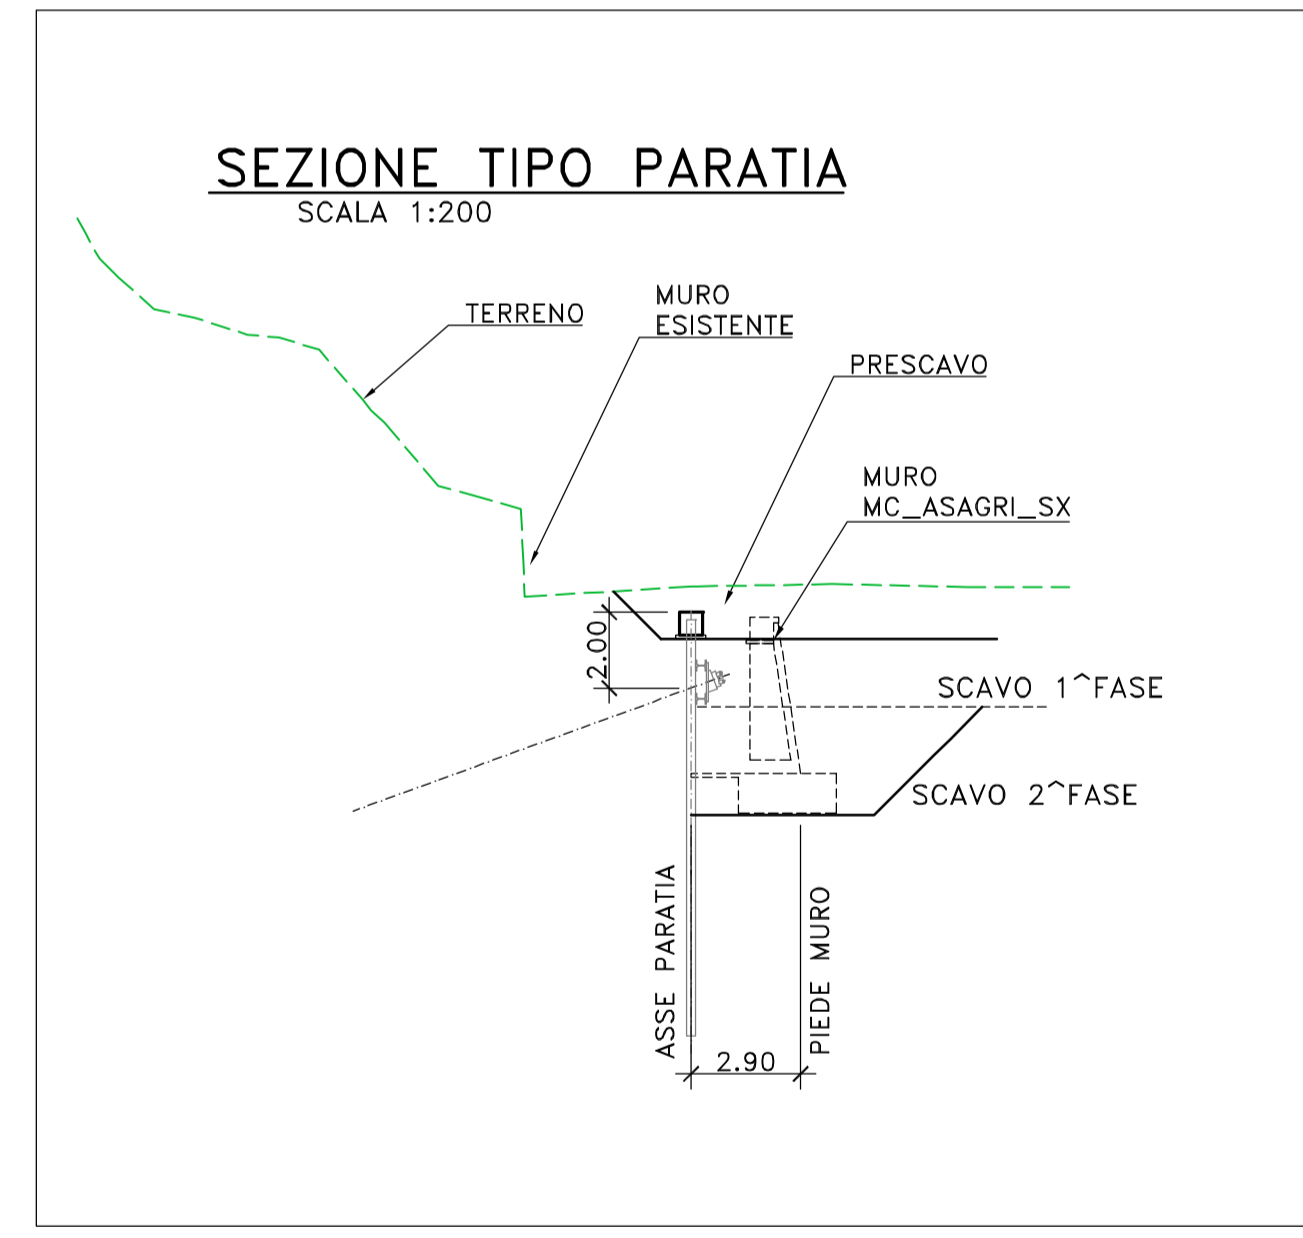 SEZIONE TIPO PARATIA
SCALA 1:200
TERRENO
MURO
ESISTENTE
PRESCAVO
MURO
MC_ASAGRI_SX
2.00
SCAVO 1^FASE
SCAVO 2^FASE
ASSE PARATIA
PIEDE MURO
2.90